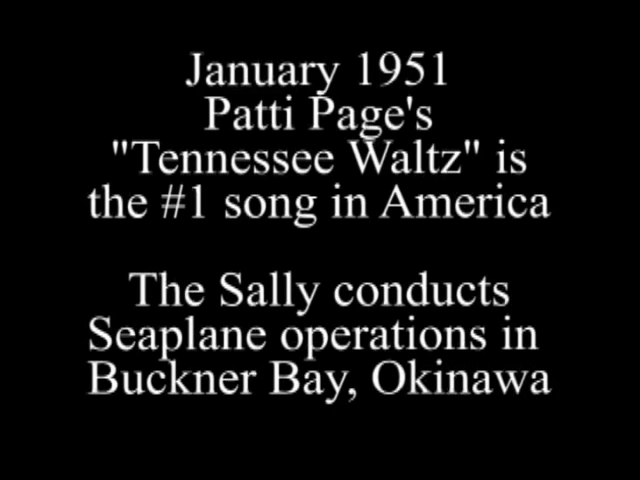 January 1951
Patti Page's
"Tennessee Waltz" is
the #1 song in America
The Sally conducts
Seaplane operations in
Buckner Bay, Okinawa